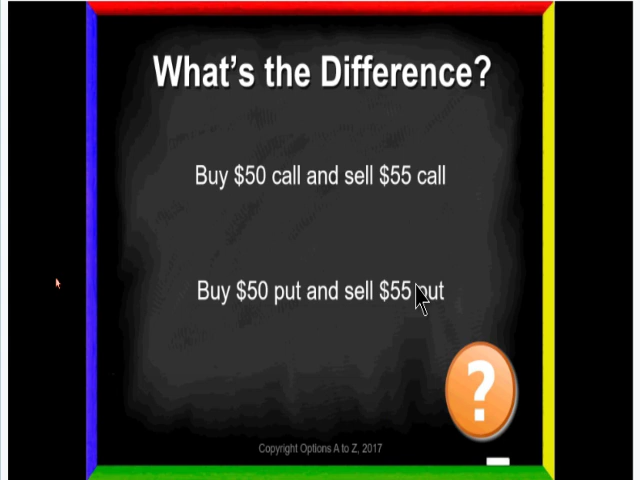 What's the Difference?
Buy $50 call and sell $55 call
Buy $50 put and sell $55 put
?
Copyright Options A to Z, 2017